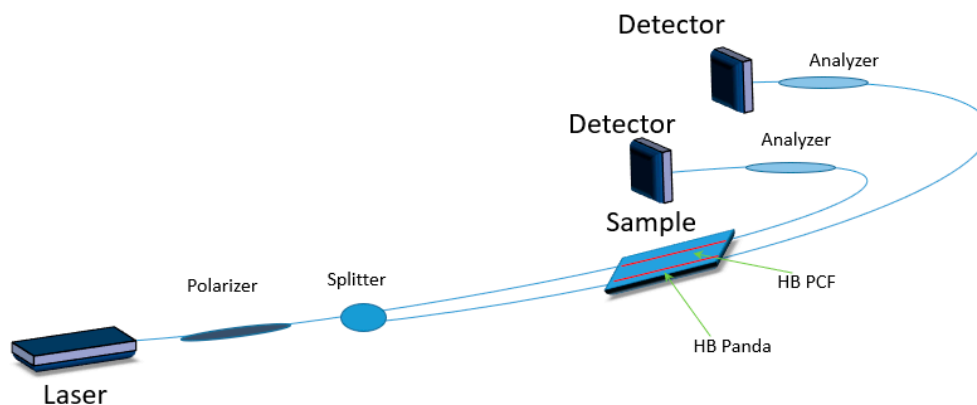 Detector
Analyzer
Detector
Analyzer
Sample
HB PCF
Splitter
Polarizer
HB Panda
Laser